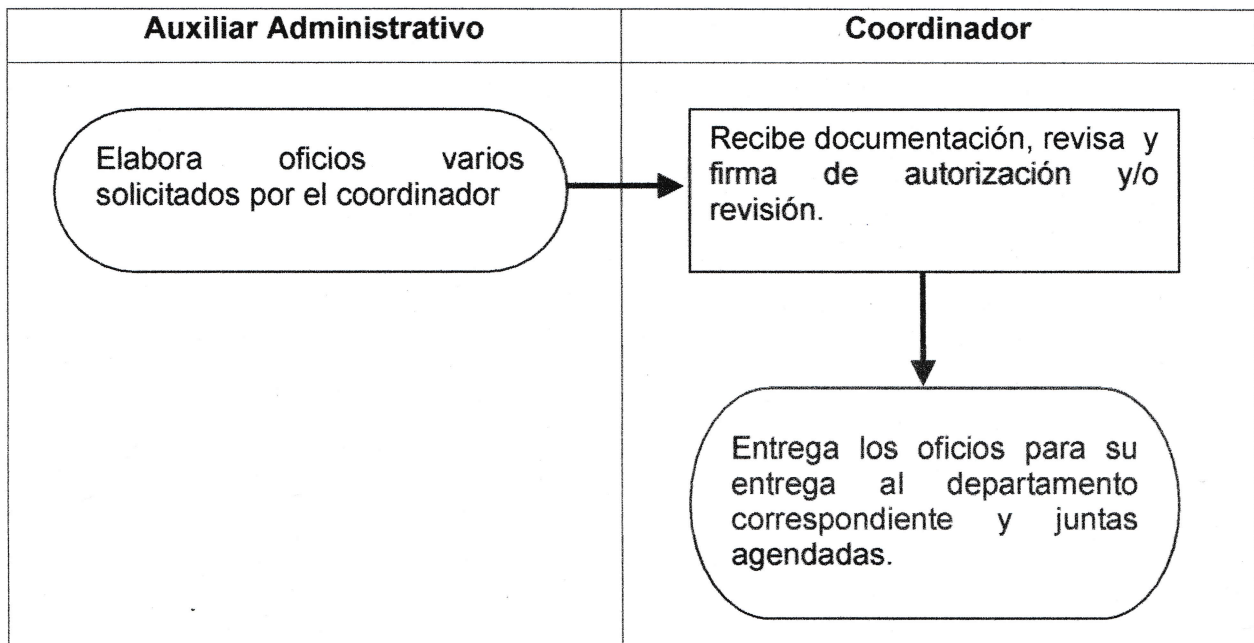 Auxiliar Administrativo
Coordinador
Elabora oficios varios
solicitados por el coordinador
Recibe documentación, revisa y
firma de autorización y/o
revisión.
Entrega los oficios para su
entrega al departamento
correspondiente y juntas
agendadas.